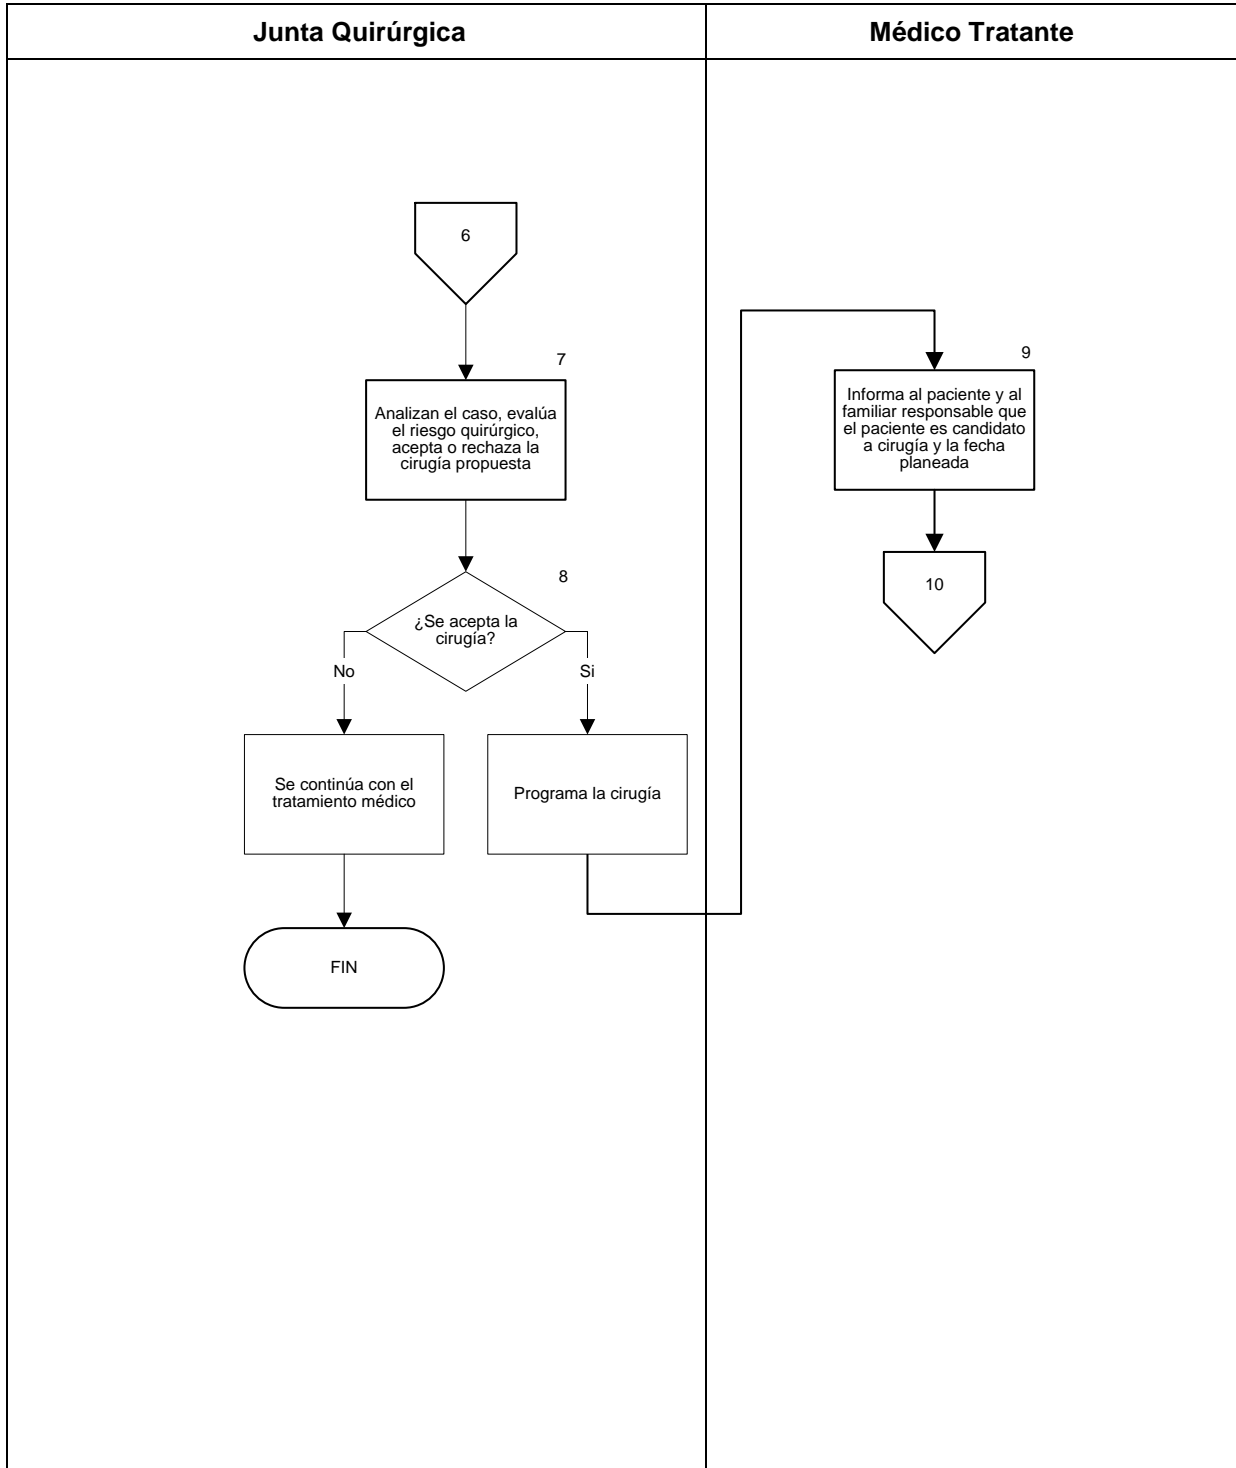 Junta Quirúrgica
Médico Tratante
6
7
Analizan el caso, evalúa
el riesgo quirúrgico,
acepta o rechaza la
cirugía propuesta
8
¿Se acepta la
cirugía?
No
Si
Se continúa con el
tratamiento médico
Programa la cirugía
FIN
9
Informa al paciente y al
familiar responsable que
el paciente es candidato
a cirugía y la fecha
planeada
10